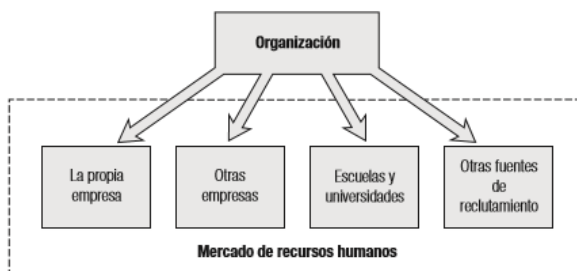 Organización
La propia
empresa
Otras
empresas
Escuelas y
universidades
Otras fuentes
de
reclutamiento
Mercado de recursos humanos